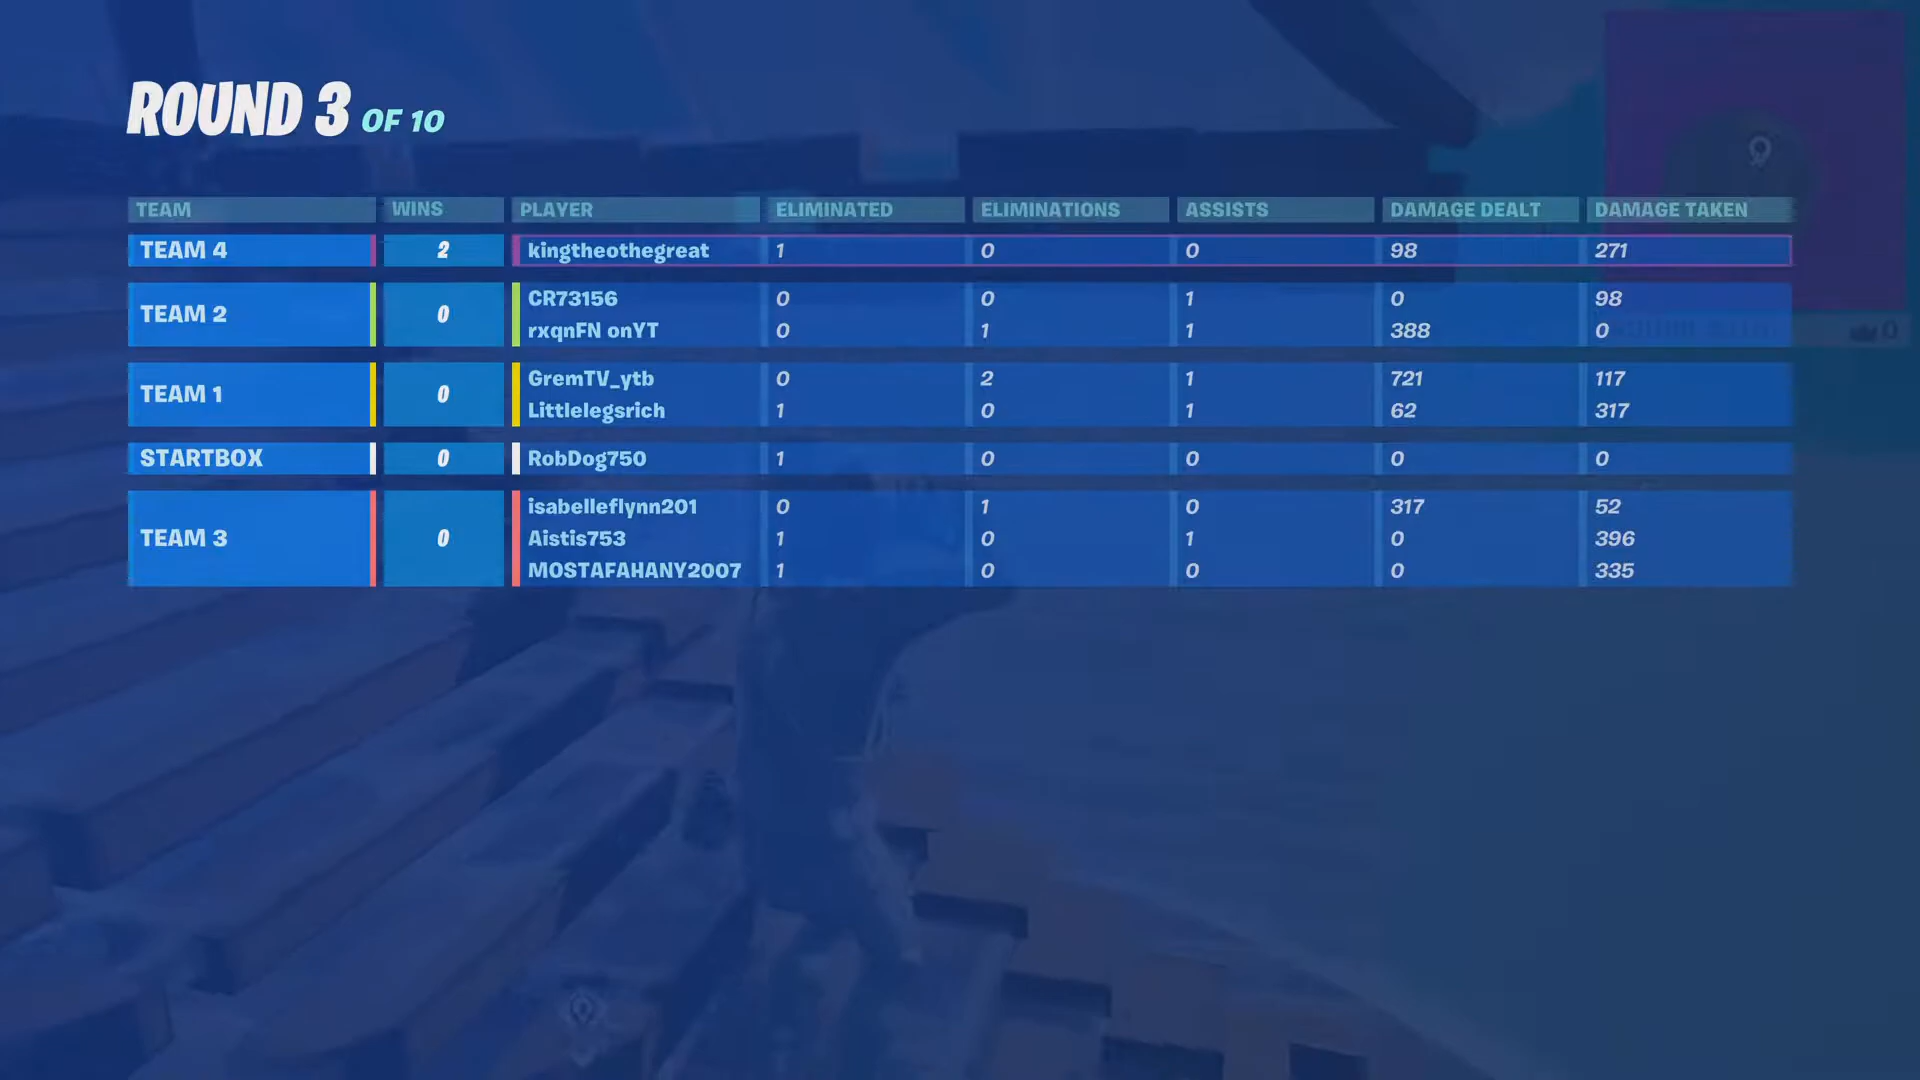 ROUND 3 OF 10
TEAM WINS PLAYER ELIMINATED ELIMINATIONS ASSISTS DAMAGE DEALT DAMAGE TAKEN
TEAM 4 2 kingtheothegreat 1 0 0 98 271
TEAM 2 0 CR73156 0 0 1 0 98
rxqnFN onYT 0 1 1 388 0
TEAM 1 0 GremTV_ytb 0 2 1 721 117
Littlelegsrich 1 0 1 62 317
STARTBOX 0 RobDog750 1 0 0 0 0
TEAM 3 0 isabelleflynn201 0 1 0 317 52
Aistis753 1 0 1 0 396
MOSTAFAHANY2007 1 0 0 0 335
0